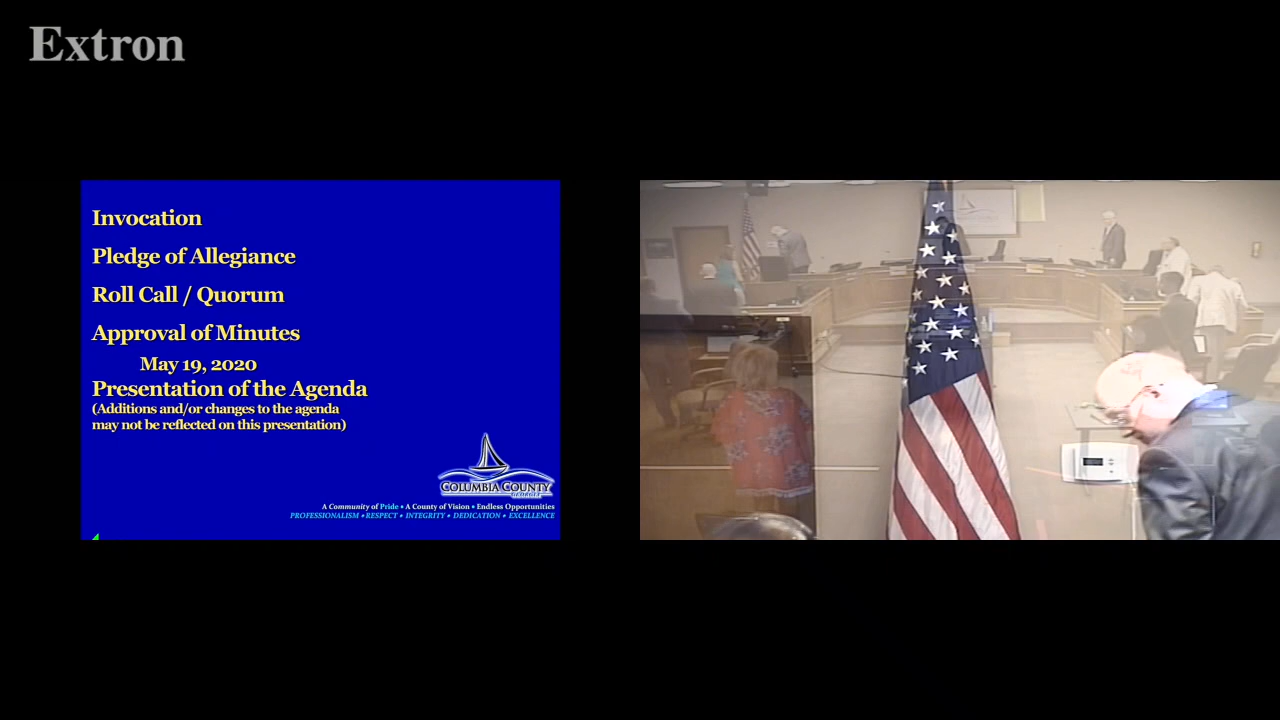 Extron
Invocation
Pledge of Allegiance
Roll Call / Quorum
Approval of Minutes
May 19, 2020
Presentation of the Agenda
(Additions and/or changes to the agenda
may not be reflected on this presentation)
COLUMBIA COUNTY
GEORGIA
A Community of Pride • A County of Vision • Endless Opportunities
PROFESSIONALISM • RESPECT • INTEGRITY • DEDICATION • EXCELLENCE